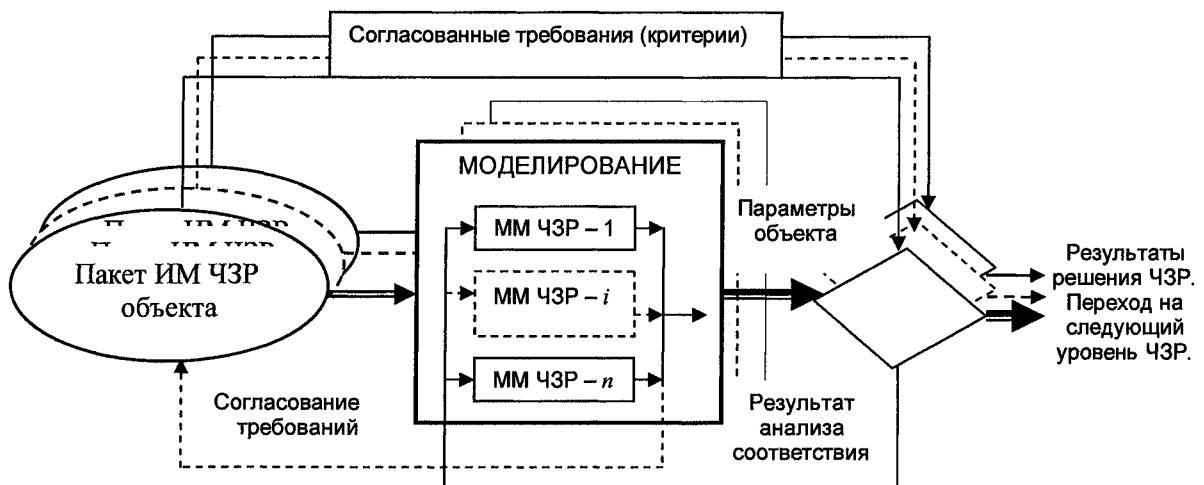 Согласованные требования (критерии)
МОДЕЛИРОВАНИЕ
ММ ЧЗР – 1
ММ ЧЗР – i
ММ ЧЗР – n
Пакет ИМ ЧЗР
объекта
Параметры
объекта
Результаты
решения ЧЗР.
Переход на
следующий
уровень ЧЗР.
Согласование
требований
Результат
анализа
соответствия